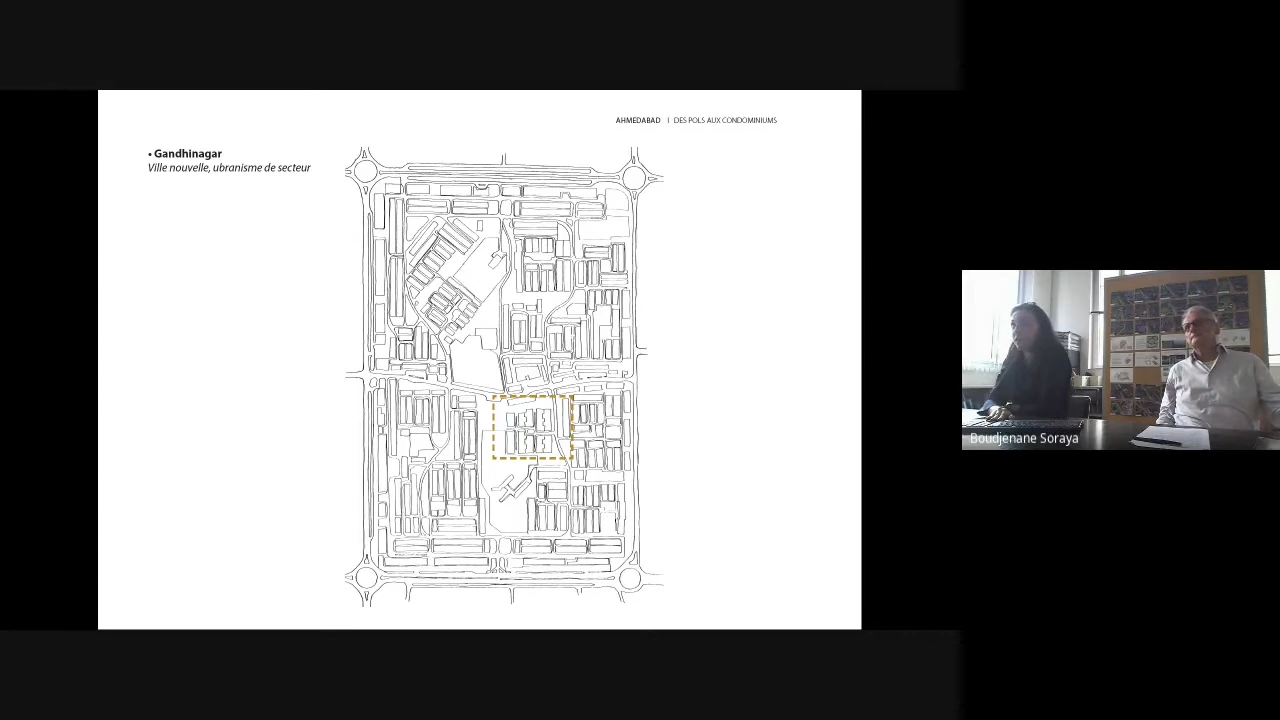 AHMEDABAD | DES POLS AUX CONDOMINIUMS
• Gandhinagar
Ville nouvelle, ubranisme de secteur
Boudjenane Soraya